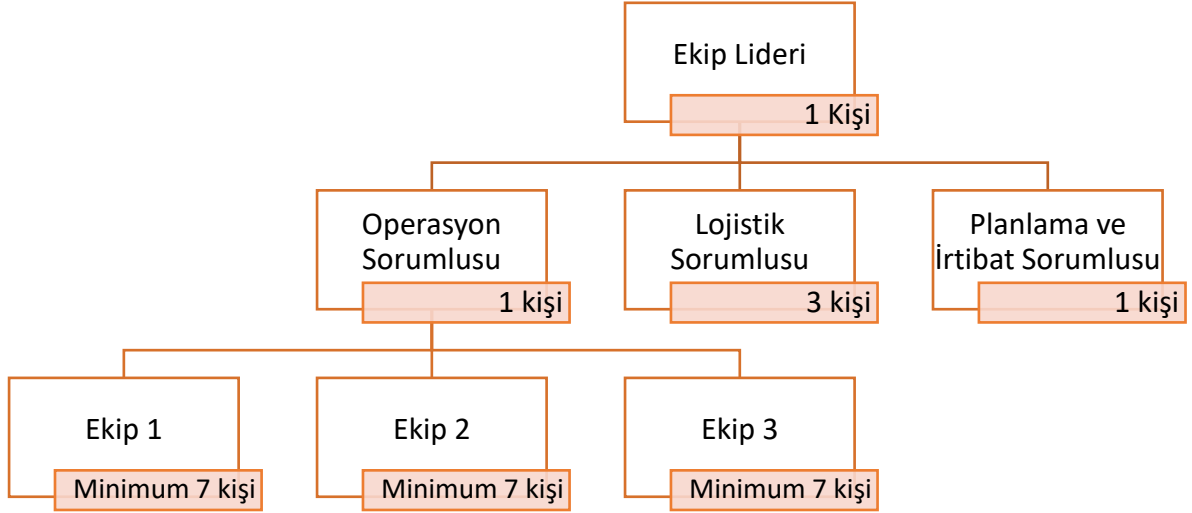 Ekip Lideri
1 Kişi
Operasyon
Sorumlusu
1 kişi
Lojistik
Sorumlusu
3 kişi
Planlama ve
İrtibat Sorumlusu
1 kişi
Ekip 1
Minimum 7 kişi
Ekip 2
Minimum 7 kişi
Ekip 3
Minimum 7 kişi